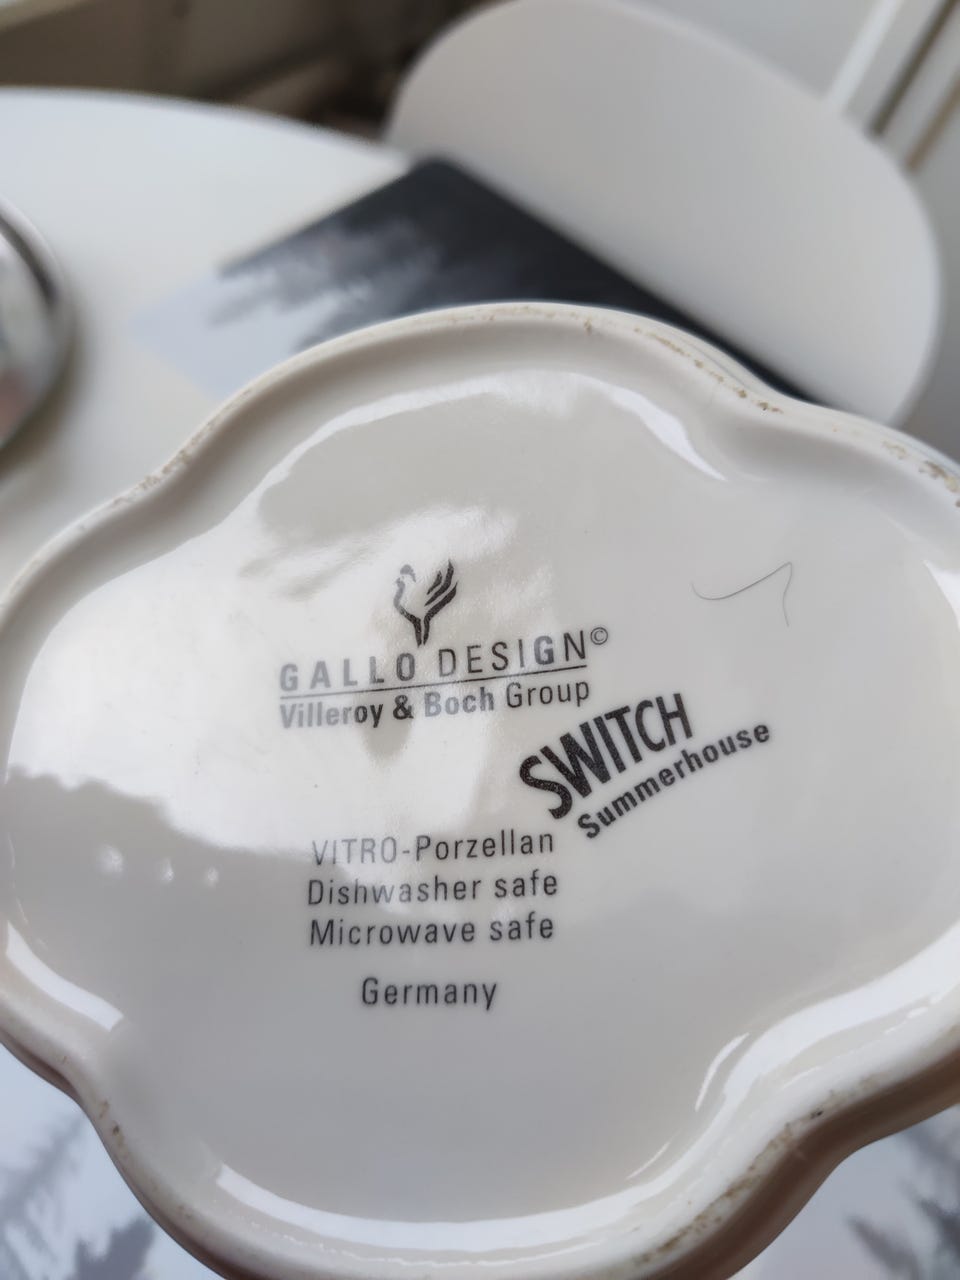 GALLO DESIGN©
Villeroy & Boch Group
SWITCH
Summerhouse
VITRO-Porzellan
Dishwasher safe
Microwave safe
Germany